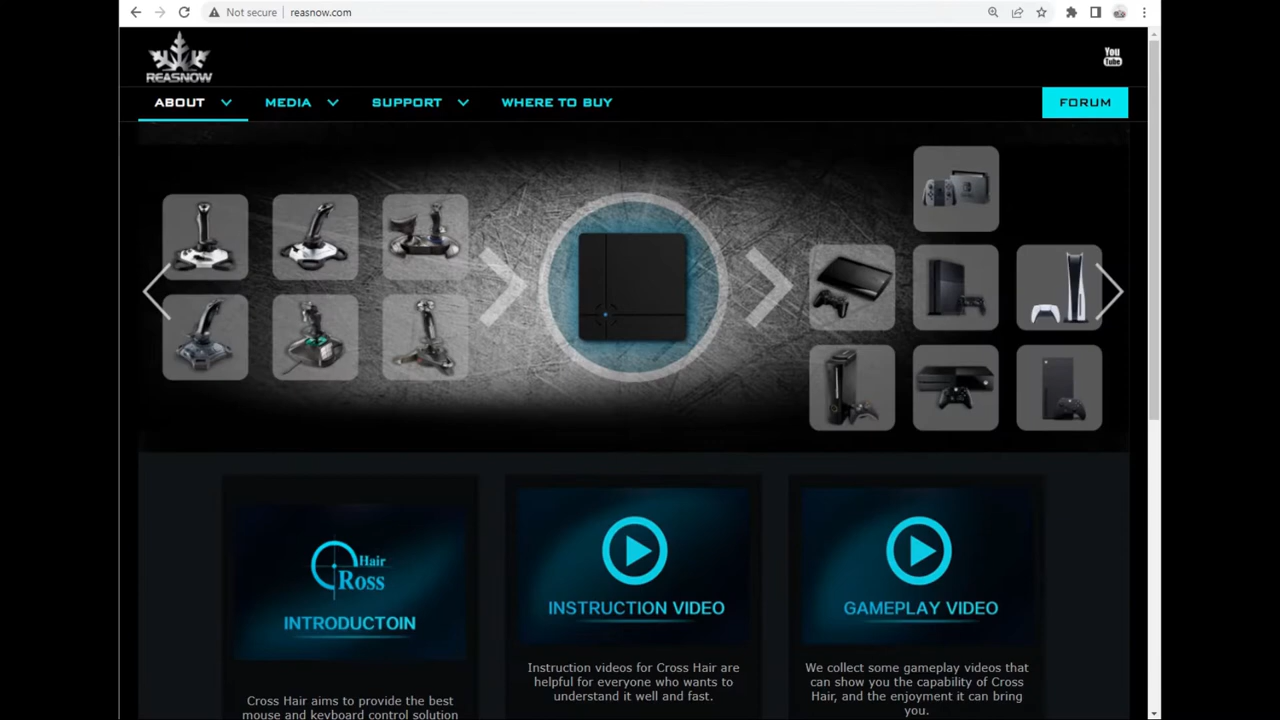 Not secure reasnow.com
REASNOW
You
Tube
ABOUT MEDIA SUPPORT WHERE TO BUY FORUM
Hair
Ross
INTRODUCTOIN
Cross Hair aims to provide the best
mouse and keyboard control solution
INSTRUCTION VIDEO
Instruction videos for Cross Hair are
helpful for everyone who wants to
understand it well and fast.
GAMEPLAY VIDEO
We collect some gameplay videos that
can show you the capability of Cross
Hair, and the enjoyment it can bring
you.